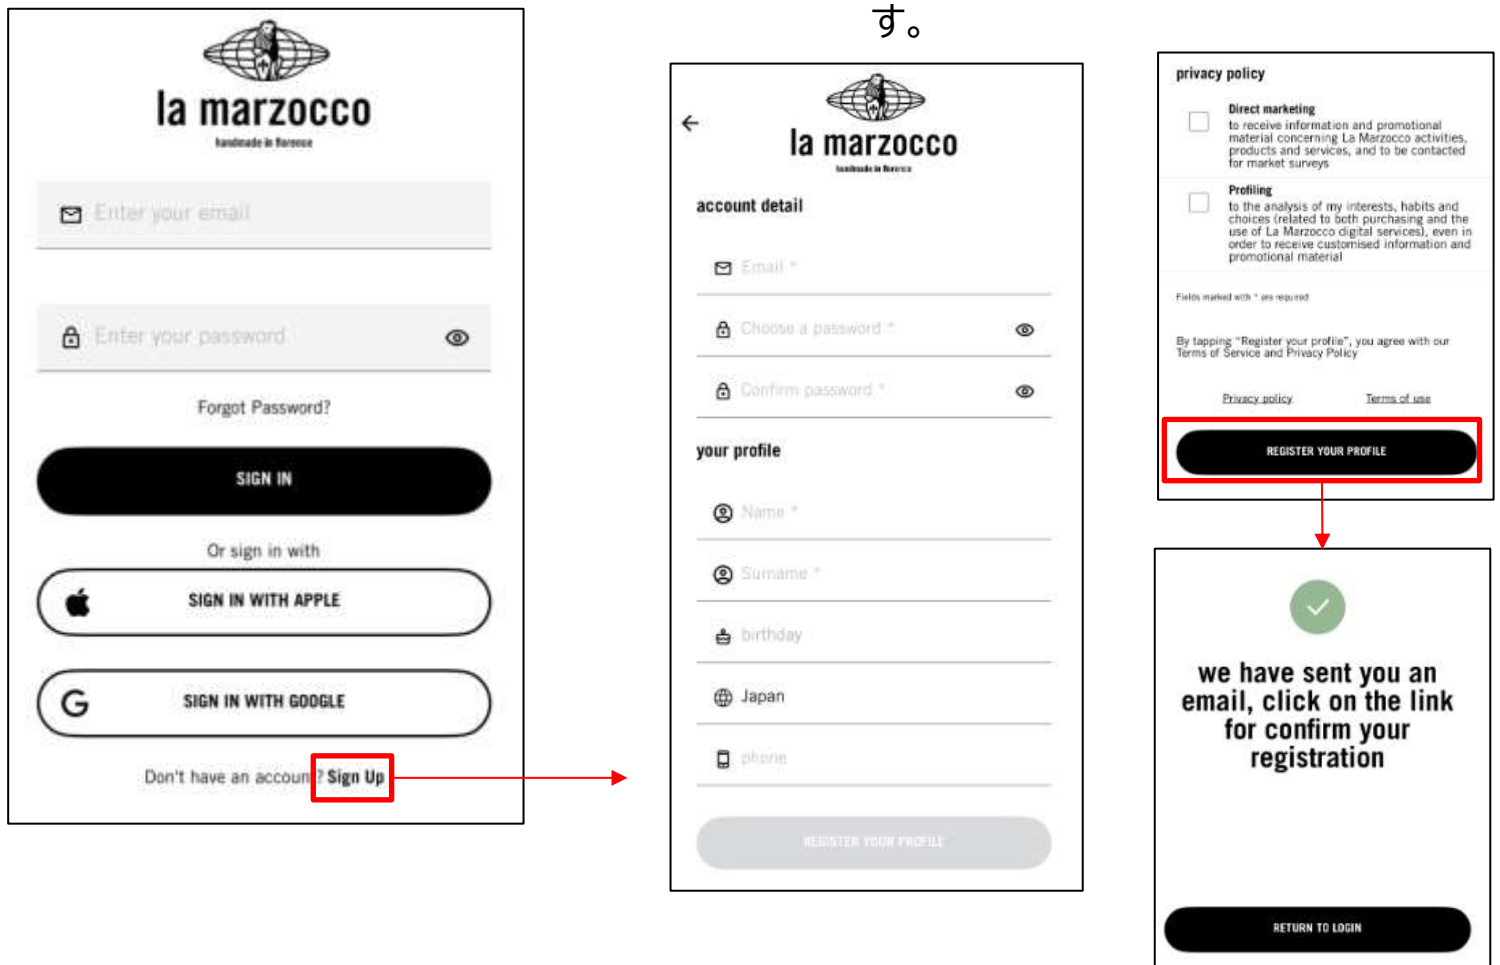 す。
la marzocco
handmade in florence
Enter your email
Enter your password
Forgot Password?
SIGN IN
Or sign in with
SIGN IN WITH APPLE
G
SIGN IN WITH GOOGLE
Don't have an account? Sign Up
la marzocco
handmade in florence
account detail
Email *
Choose a password *
Confirm password *
your profile
Name *
Surname *
birthday
Japan
phone
REGISTER YOUR PROFILE
privacy policy
Direct marketing
to receive information and promotional
material concerning La Marzocco activities,
products and services, and to be contacted
for market surveys
Profiling
to the analysis of my interests, habits and
choices (related to both purchasing and the
use of La Marzocco digital services), even in
order to receive customised information and
promotional material
Fields marked with * are required
By tapping "Register your profile", you agree with our
Terms of Service and Privacy Policy
Privacy policy Terms of use
REGISTER YOUR PROFILE
we have sent you an
email, click on the link
for confirm your
registration
RETURN TO LOGIN